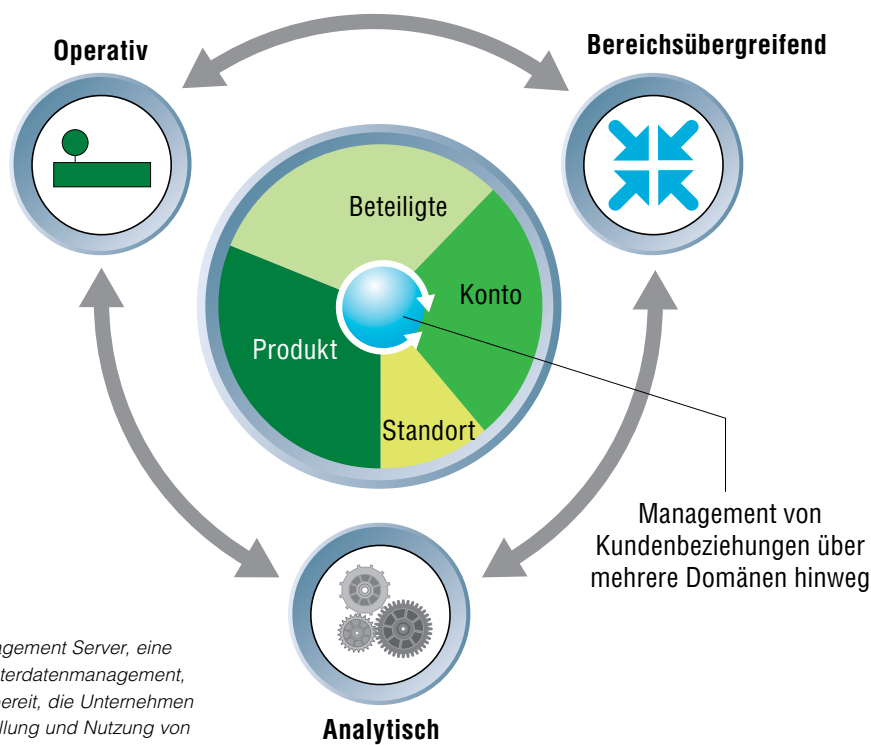 Operativ
Bereichsübergreifend
Beteiligte
Konto
Produkt
Standort
Management von
Kundenbeziehungen über
mehrere Domänen hinweg
agement Server, eine
terdatenmanagement,
ereit, die Unternehmen
llung und Nutzung von
Analytisch